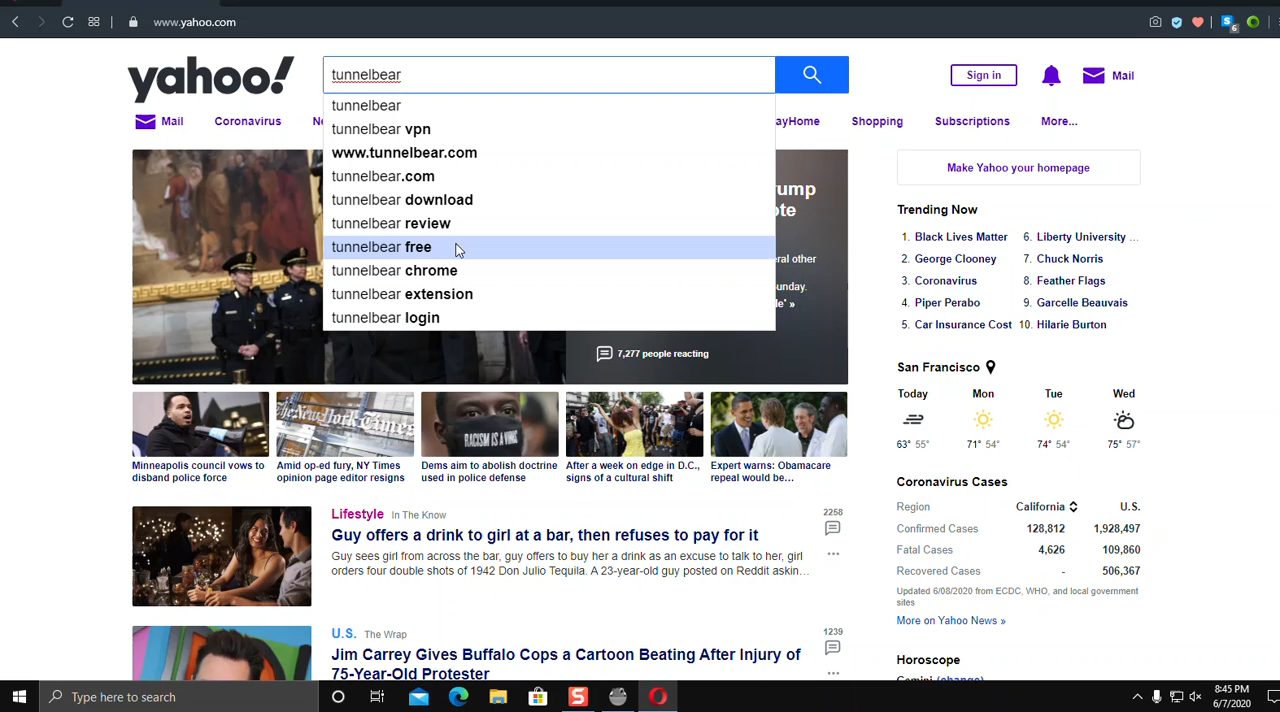 www.yahoo.com
6
yahoo!
tunnelbear
Sign in
Mail
Mail
Coronavirus
Shopping
Subscriptions
More...
tunnelbear
tunnelbear vpn
www.tunnelbear.com
tunnelbear.com
tunnelbear download
tunnelbear review
tunnelbear free
tunnelbear chrome
tunnelbear extension
tunnelbear login
7,277 people reacting
Minneapolis council vows to
disband police force
The New York Times
Amid op-ed fury, NY Times
opinion page editor resigns
RACISM IS A VIRUS
Dems aim to abolish doctrine
used in police defense
After a week on edge in D.C.,
signs of a cultural shift
Expert warns: Obamacare
repeal would be...
Lifestyle In The Know
Guy offers a drink to girl at a bar, then refuses to pay for it
Guy sees girl from across the bar, guy offers to buy her a drink as an excuse to talk to her, girl
orders four double shots of 1942 Don Julio Tequila. A 23-year-old guy posted on Reddit askin...
2258
U.S. The Wrap
Jim Carrey Gives Buffalo Cops a Cartoon Beating After Injury of
75-Year-Old Protester
1239
Make Yahoo your homepage
Trending Now
1. Black Lives Matter
2. George Clooney
3. Coronavirus
4. Piper Perabo
5. Car Insurance Cost
6. Liberty University ...
7. Chuck Norris
8. Feather Flags
9. Garcelle Beauvais
10. Hilarie Burton
San Francisco
Today Mon Tue Wed
63° 55° 71° 54° 74° 54° 75° 57°
Coronavirus Cases
Region California U.S.
Confirmed Cases 128,812 1,928,497
Fatal Cases 4,626 109,860
Recovered Cases - 506,367
Updated 6/08/2020 from ECDC, WHO, and local government
sites
More on Yahoo News »
Horoscope
Gemini (change)
Type here to search
8:45 PM
6/7/2020